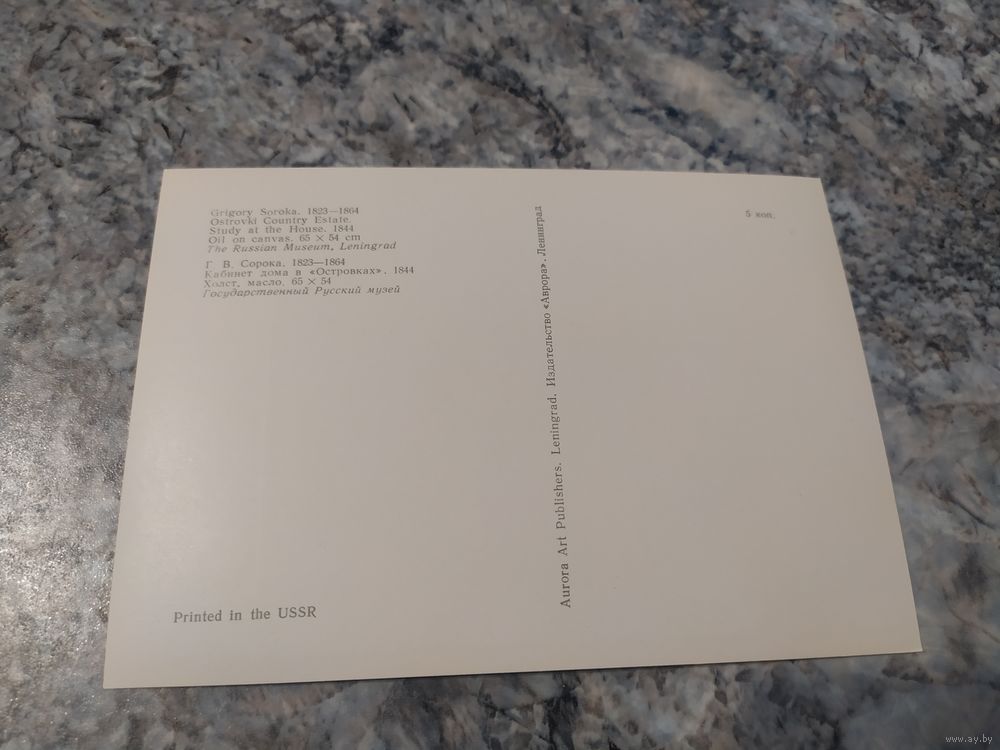 Grigory Soroka. 1823—1864
Ostrovki Country Estate.
Study at the House. 1844
Oil on canvas. 65 × 54 cm
The Russian Museum, Leningrad
Г. В. Сорока. 1823—1864
Кабинет дома в «Островках». 1844
Холст, масло. 65 × 54
Государственный Русский музей
Printed in the USSR
Aurora Art Publishers. Leningrad. Издательство «Аврора». Ленинград
5 коп.
www.ay.by